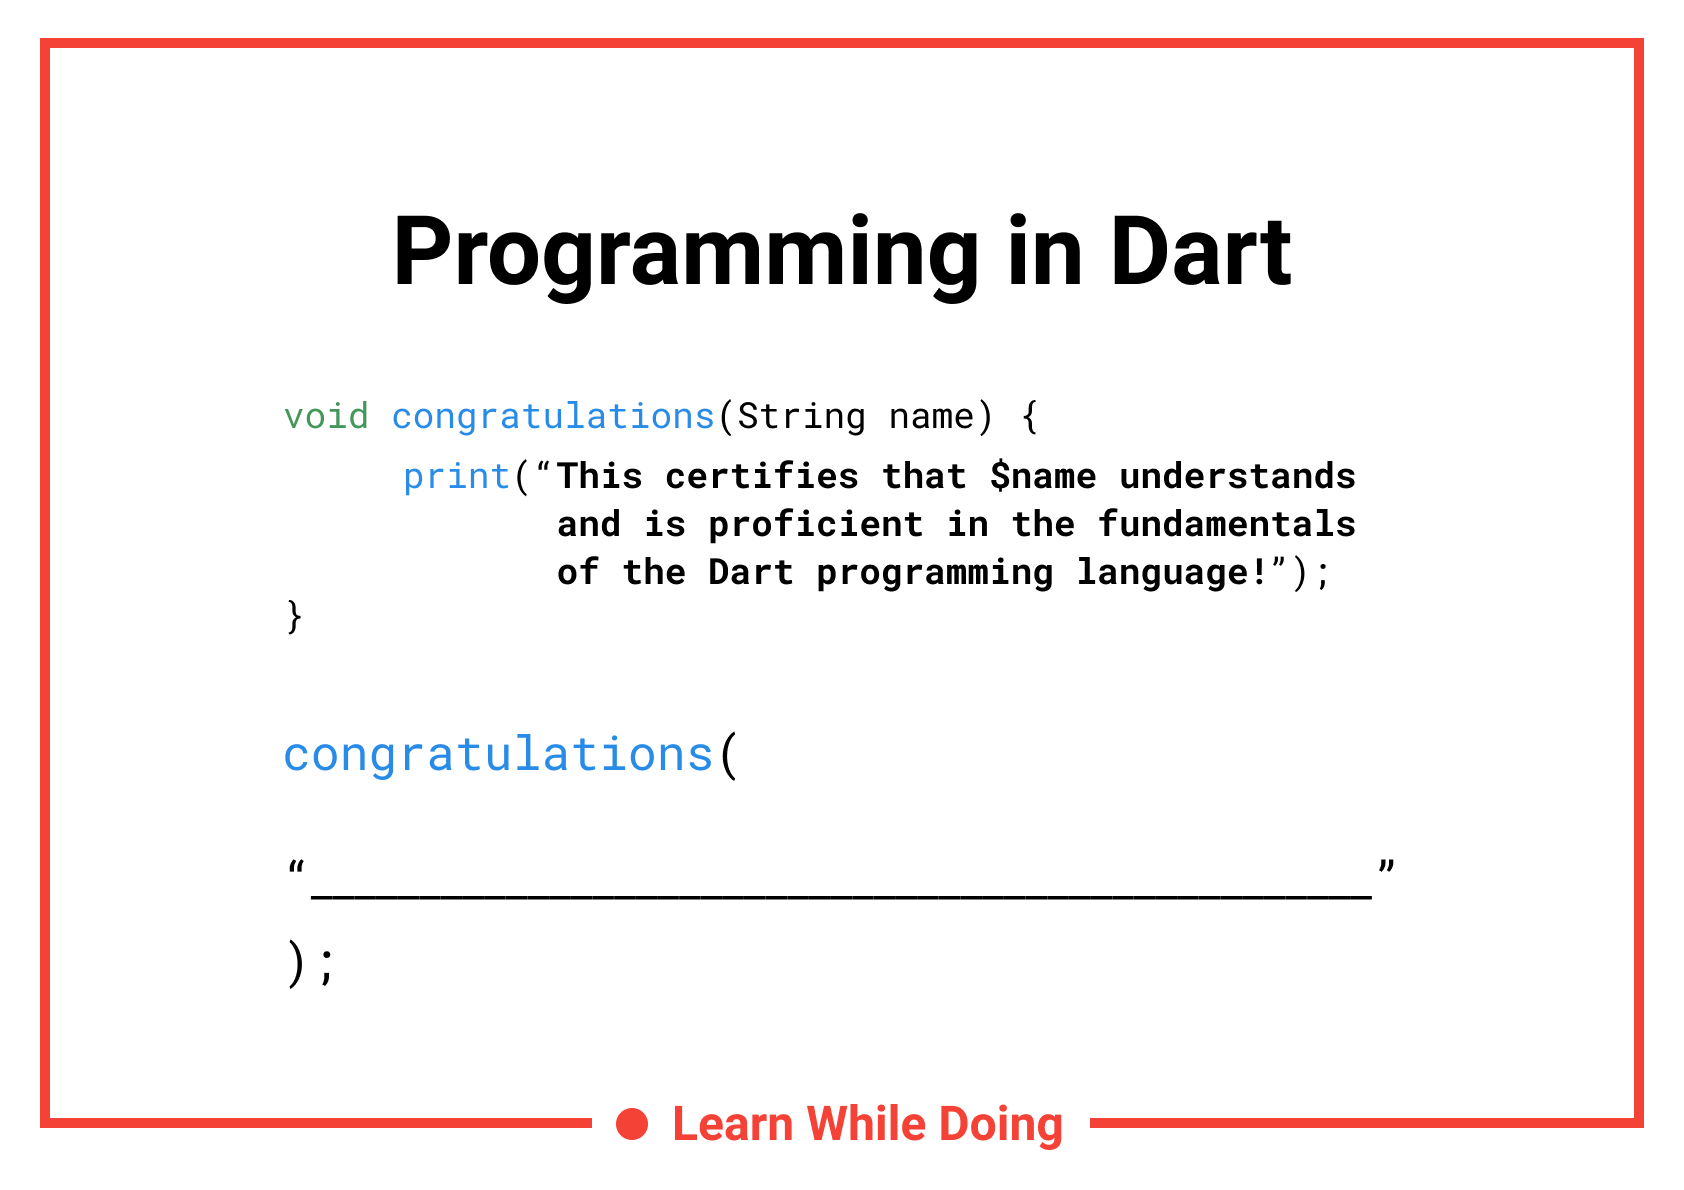 Programming in Dart
void congratulations(String name) {
print(“This certifies that $name understands
and is proficient in the fundamentals
of the Dart programming language!”);
}
congratulations(
“_________________________________________________”
);
Learn While Doing